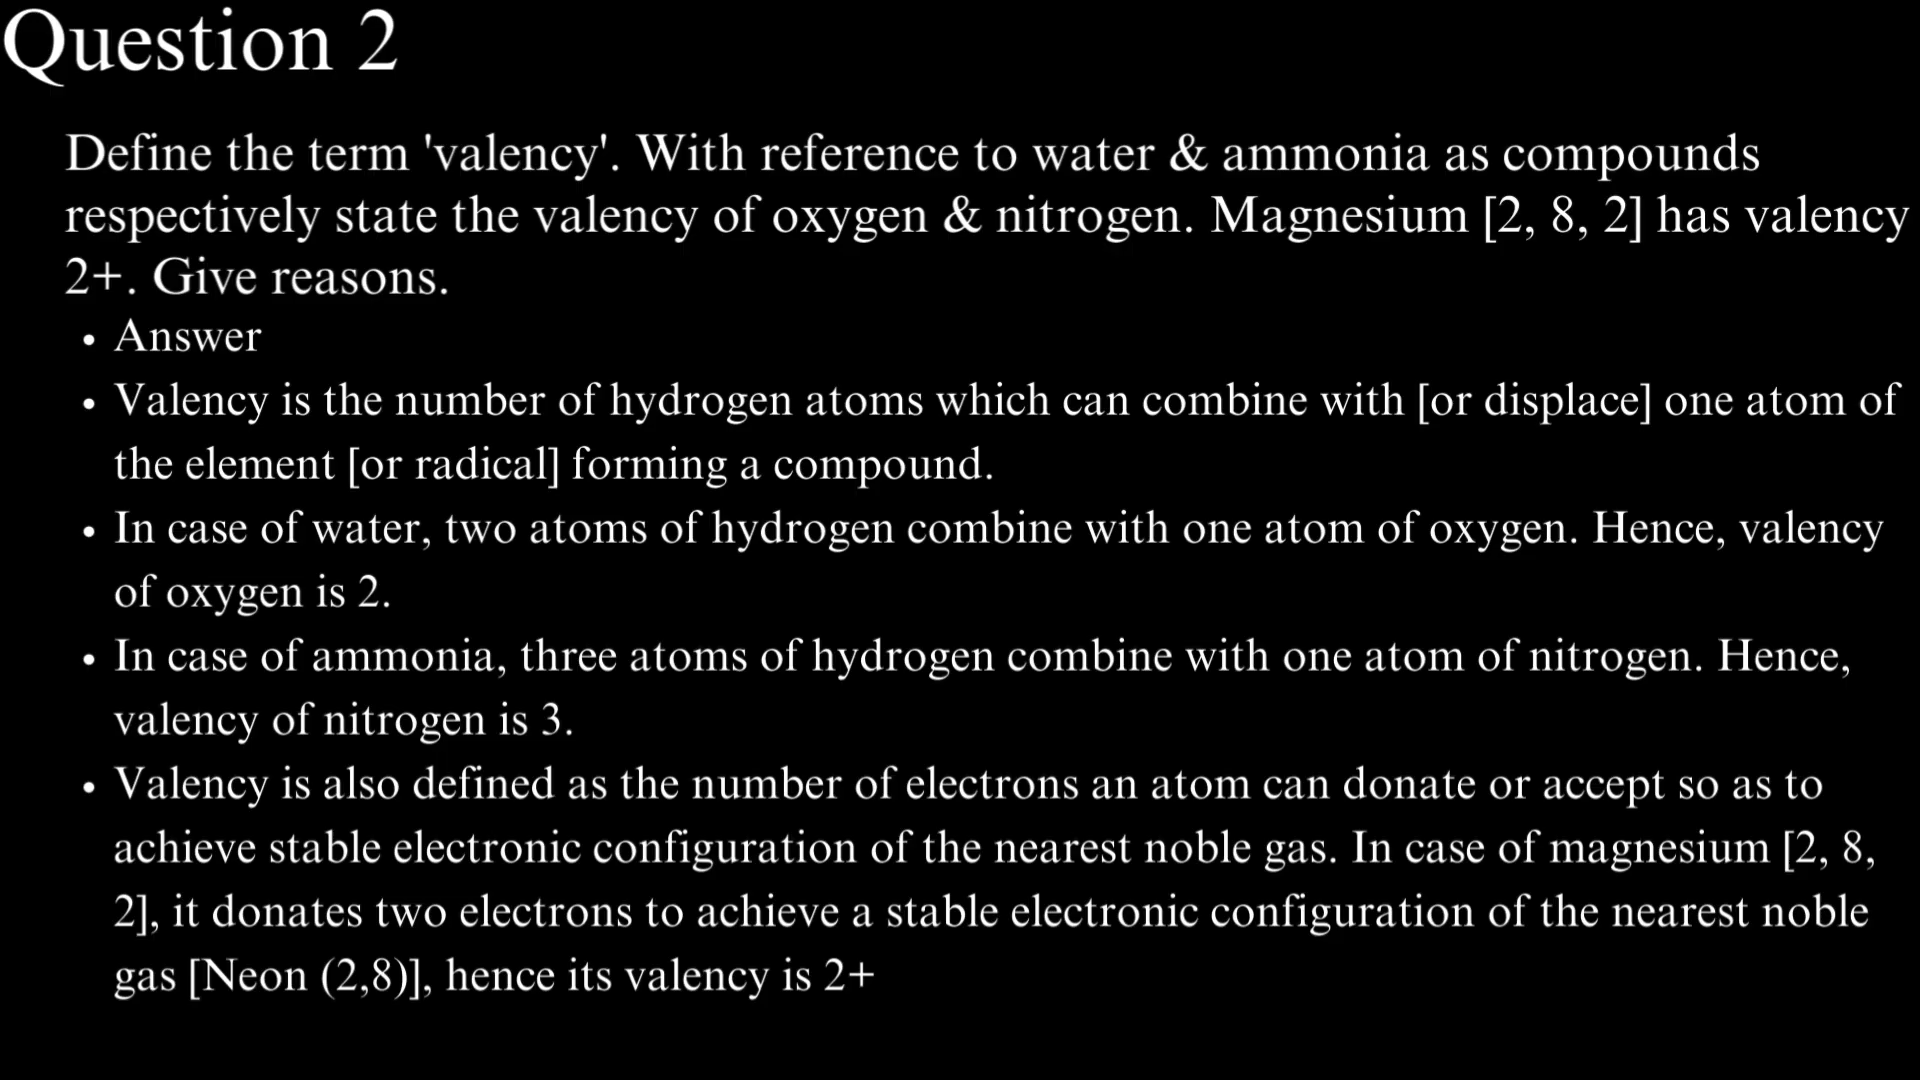 Question 2
Define the term 'valency'. With reference to water & ammonia as compounds
respectively state the valency of oxygen & nitrogen. Magnesium [2, 8, 2] has valency
2+. Give reasons.
• Answer
• Valency is the number of hydrogen atoms which can combine with [or displace] one atom of
the element [or radical] forming a compound.
• In case of water, two atoms of hydrogen combine with one atom of oxygen. Hence, valency
of oxygen is 2.
• In case of ammonia, three atoms of hydrogen combine with one atom of nitrogen. Hence,
valency of nitrogen is 3.
• Valency is also defined as the number of electrons an atom can donate or accept so as to
achieve stable electronic configuration of the nearest noble gas. In case of magnesium [2, 8,
2], it donates two electrons to achieve a stable electronic configuration of the nearest noble
gas [Neon (2,8)], hence its valency is 2+